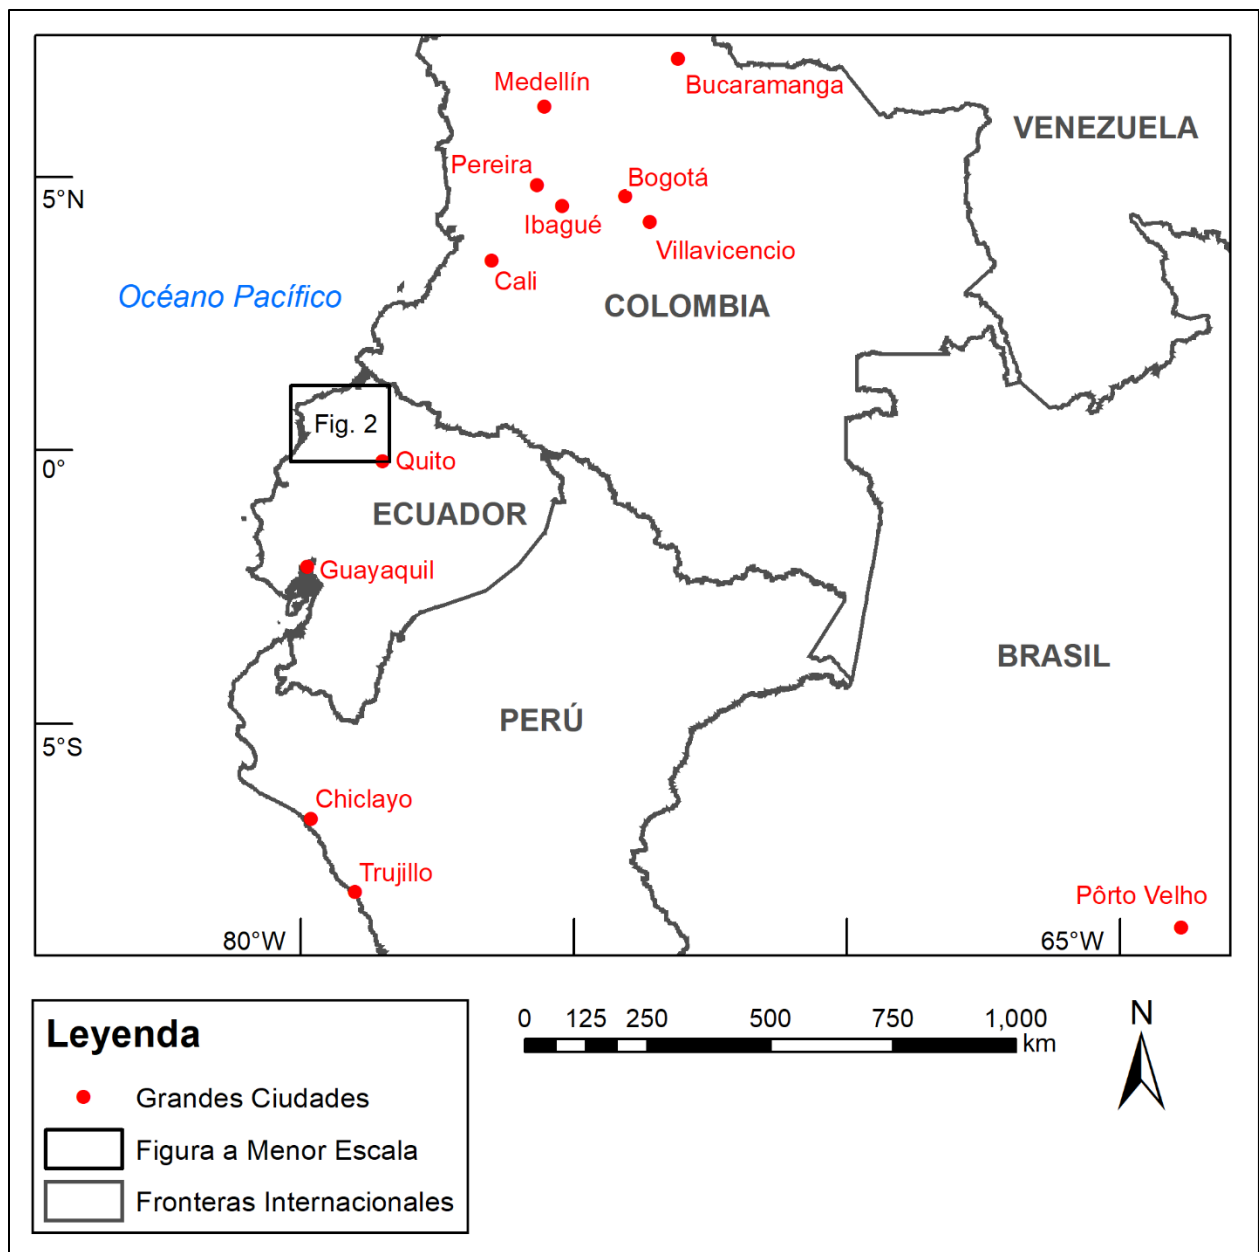 Bucaramanga
Medellín
VENEZUELA
Pereira
Bogotá
5°N
Ibagué
Villavicencio
Cali
Océano Pacífico
COLOMBIA
Fig. 2
Quito
0°
ECUADOR
Guayaquil
BRASIL
PERÚ
5°S
Chiclayo
Trujillo
Pôrto Velho
80°W
65°W
Leyenda
Grandes Ciudades
Figura a Menor Escala
Fronteras Internacionales
0 125 250 500 750 1,000
km
N